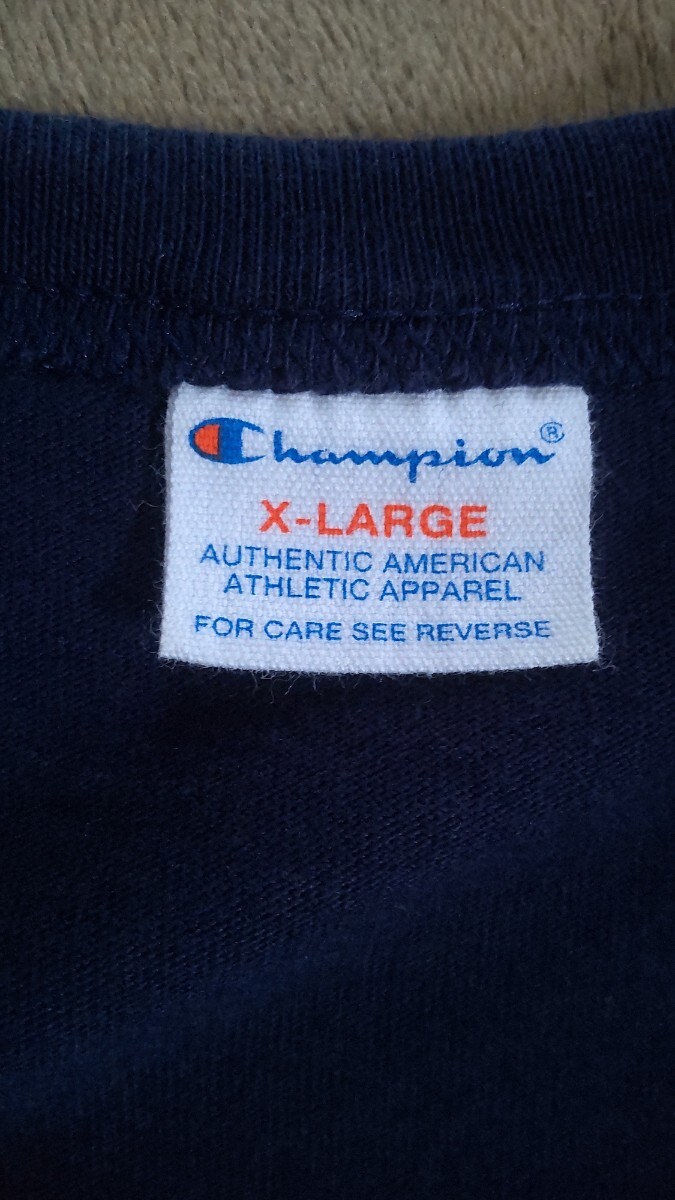 Champion®
X-LARGE
AUTHENTIC AMERICAN
ATHLETIC APPAREL
FOR CARE SEE REVERSE